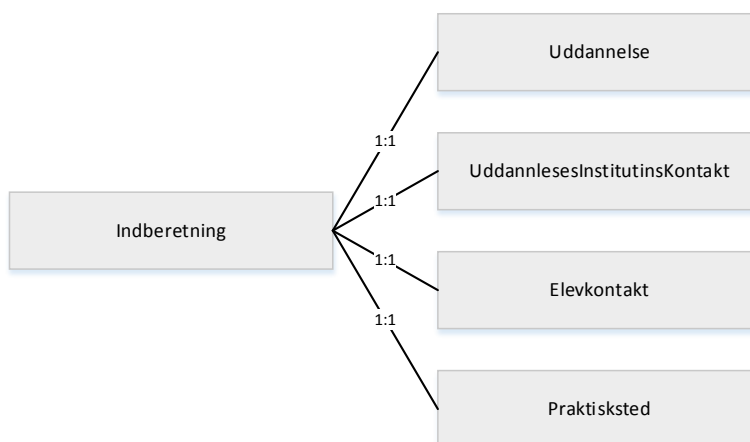 Uddannelse
1:1
UddannlesesInstitutinsKontakt
1:1
Indberetning
1:1
Elevkontakt
1:1
Praktisksted